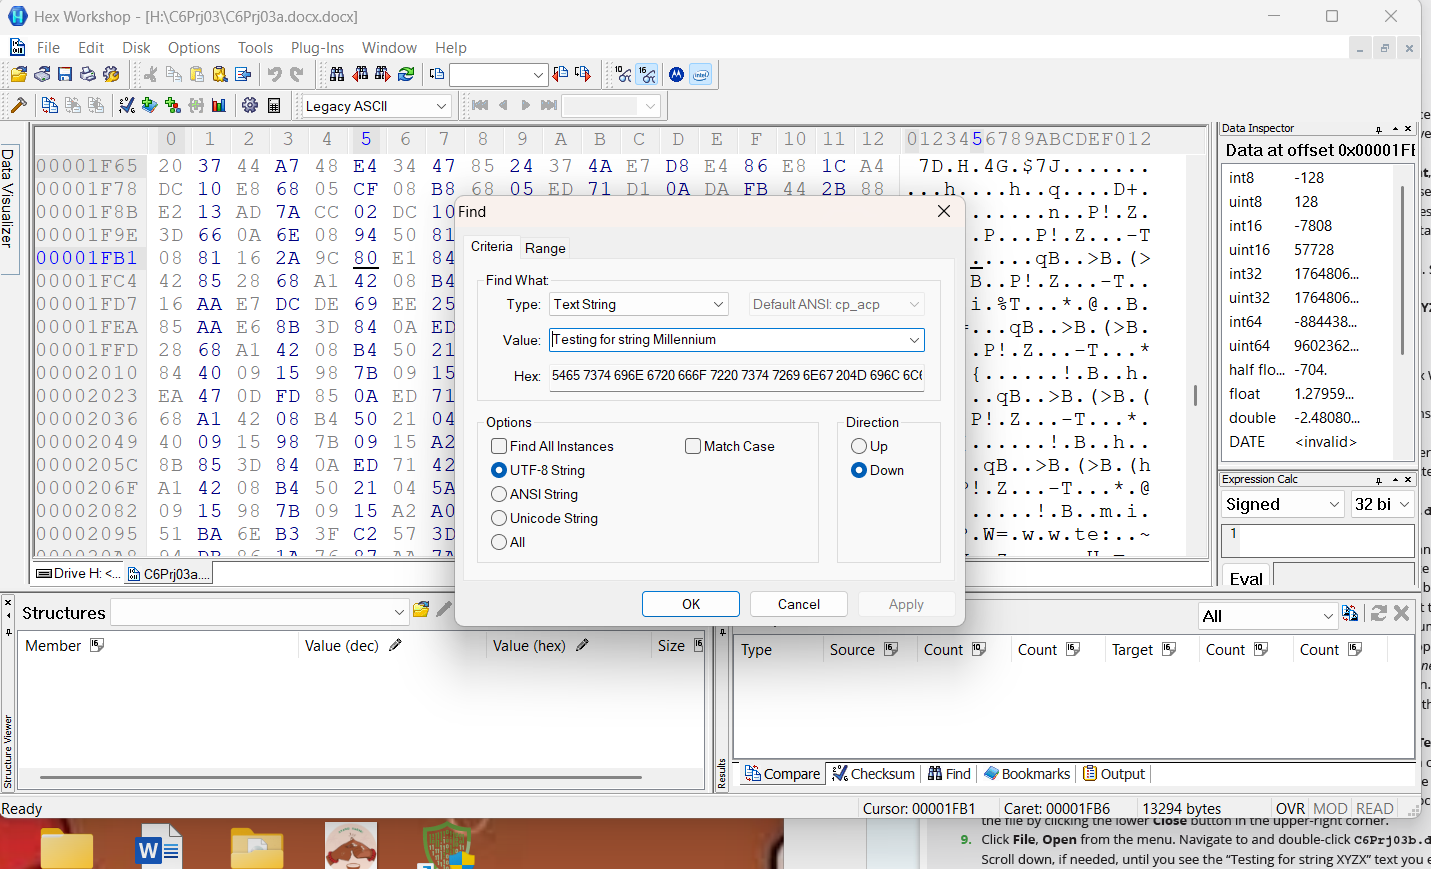 Hex Workshop - [H:\C6Prj03\C6Prj03a.docx.docx]
File Edit Disk Options Tools Plug-Ins Window Help
Legacy ASCII
0 1 2 3 4 5 6 7 8 9 A B C D E F 10 11 12 0123456789ABCDEF012
00001F65 20 37 44 A7 48 E4 34 47 85 24 37 4A E7 D8 E4 86 E8 1C A4 7D.H.4G.$7J.......
00001F78 DC 10 E8 68 05 CF 08 B8 68 05 ED 71 D1 0A DA FB 44 2B 88 ...h....h..q....D+.
00001F8B E2 13 AD 7A CC 02 DC 10
00001F9E 3D 66 0A 6E 08 94 50 81
00001FB1 08 81 16 2A 9C 80 E1 84
00001FC4 42 85 28 68 A1 42 08 B4
00001FD7 16 AA E7 DC DE 69 EE 25
00001FEA 85 AA E6 8B 3D 84 0A ED
00001FFD 28 68 A1 42 08 B4 50 21
00002010 84 40 09 15 98 7B 09 15
00002023 EA 47 0D FD 85 0A ED 71
00002036 68 A1 42 08 B4 50 21 04
00002049 40 09 15 98 7B 09 15 A2
0000205C 8B 85 3D 84 0A ED 71 42
0000206F A1 42 08 B4 50 21 04 5A
00002082 09 15 98 7B 09 15 A2 A0
00002095 51 BA 6E B3 3F C2 57 3D
Data Visualizer
Find
Criteria Range
Find What:
Type: Text String Default ANSI: cp_acp
Value: Testing for string Millennium
Hex: 5465 7374 696E 6720 666F 7220 7374 7269 6E67 204D 696C 6C6
Options
Find All Instances Match Case
UTF-8 String
ANSI String
Unicode String
All
Direction
Up
Down
OK Cancel Apply
Data Inspector
Data at offset 0x00001FE
int8 -128
uint8 128
int16 -7808
uint16 57728
int32 1764806...
uint32 1764806...
int64 -884438...
uint64 9602362...
half flo... -704.
float 1.27959...
double -2.48080...
DATE <invalid>
Expression Calc
Signed 32 bi
1
Eval
Drive H: <... C6Prj03a....
Structures
Member Value (dec) Value (hex) Size
Structure Viewer
All
Type Source Count Count Target Count Count
Results
Compare Checksum Find Bookmarks Output
Ready Cursor: 00001FB1 Caret: 00001FB6 13294 bytes OVR MOD READ
the file by clicking the lower Close button in the upper-right corner.
9. Click File, Open from the menu. Navigate to and double-click C6Prj03b.d
Scroll down, if needed, until you see the “Testing for string XYZX” text you e